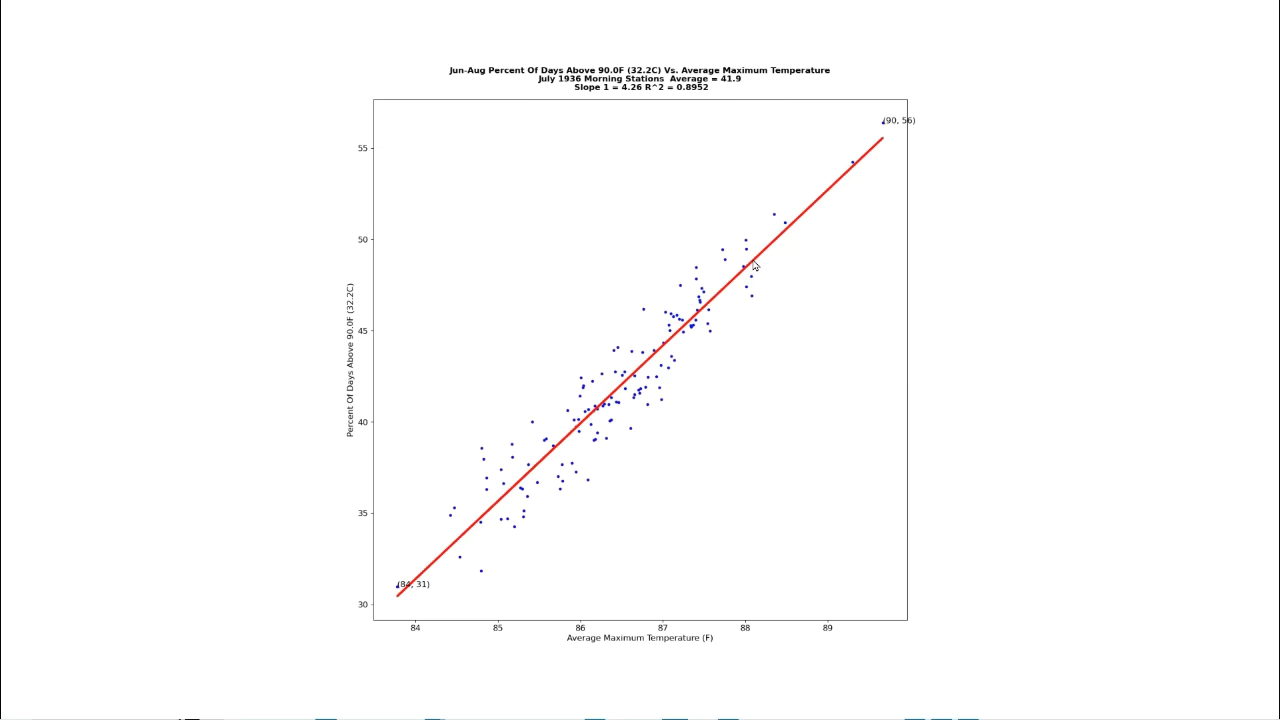 Jun-Aug Percent Of Days Above 90.0F (32.2C) Vs. Average Maximum Temperature
July 1936 Morning Stations Average = 41.9
Slope 1 = 4.26 R^2 = 0.8952
(90, 56)
55
50
45
40
35
30
Percent Of Days Above 90.0F (32.2C)
(84, 31)
84 85 86 87 88 89
Average Maximum Temperature (F)